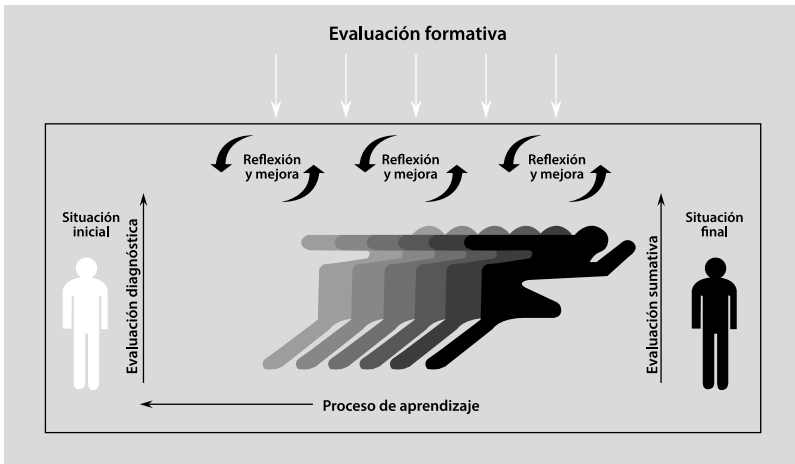 Evaluación formativa
Reflexión
y mejora
Reflexión
y mejora
Reflexión
y mejora
Situación
inicial
Evaluación diagnóstica
Evaluación sumativa
Situación
final
Proceso de aprendizaje